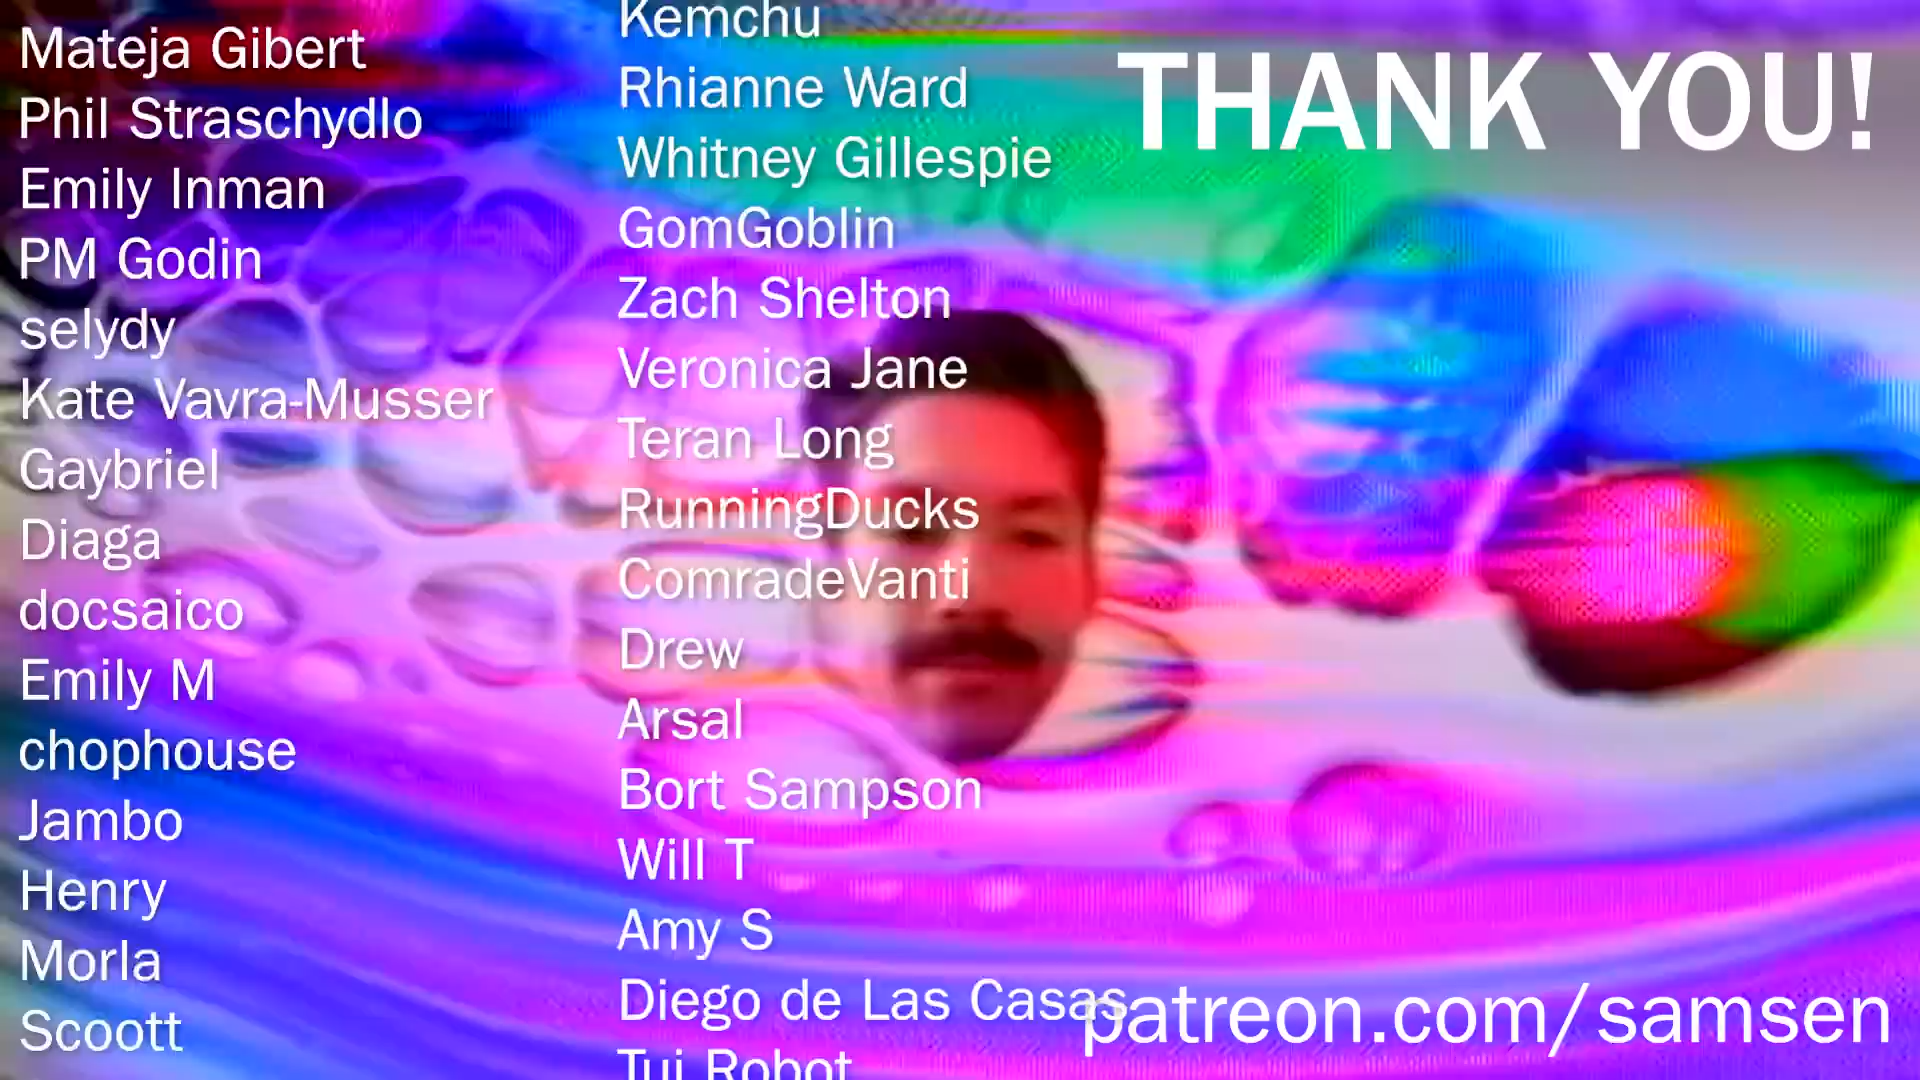 Mateja Gibert
Phil Straschydlo
Emily Inman
PM Godin
selydy
Kate Vavra-Musser
Gaybriel
Diaga
docsaico
Emily M
chophouse
Jambo
Henry
Morla
Scoott
Kemchu
Rhianne Ward
Whitney Gillespie
GomGoblin
Zach Shelton
Veronica Jane
Teran Long
RunningDucks
ComradeVanti
Drew
Arsal
Bort Sampson
Will T
Amy S
Diego de Las Casas
Tui Robot
THANK YOU!
patreon.com/samsen